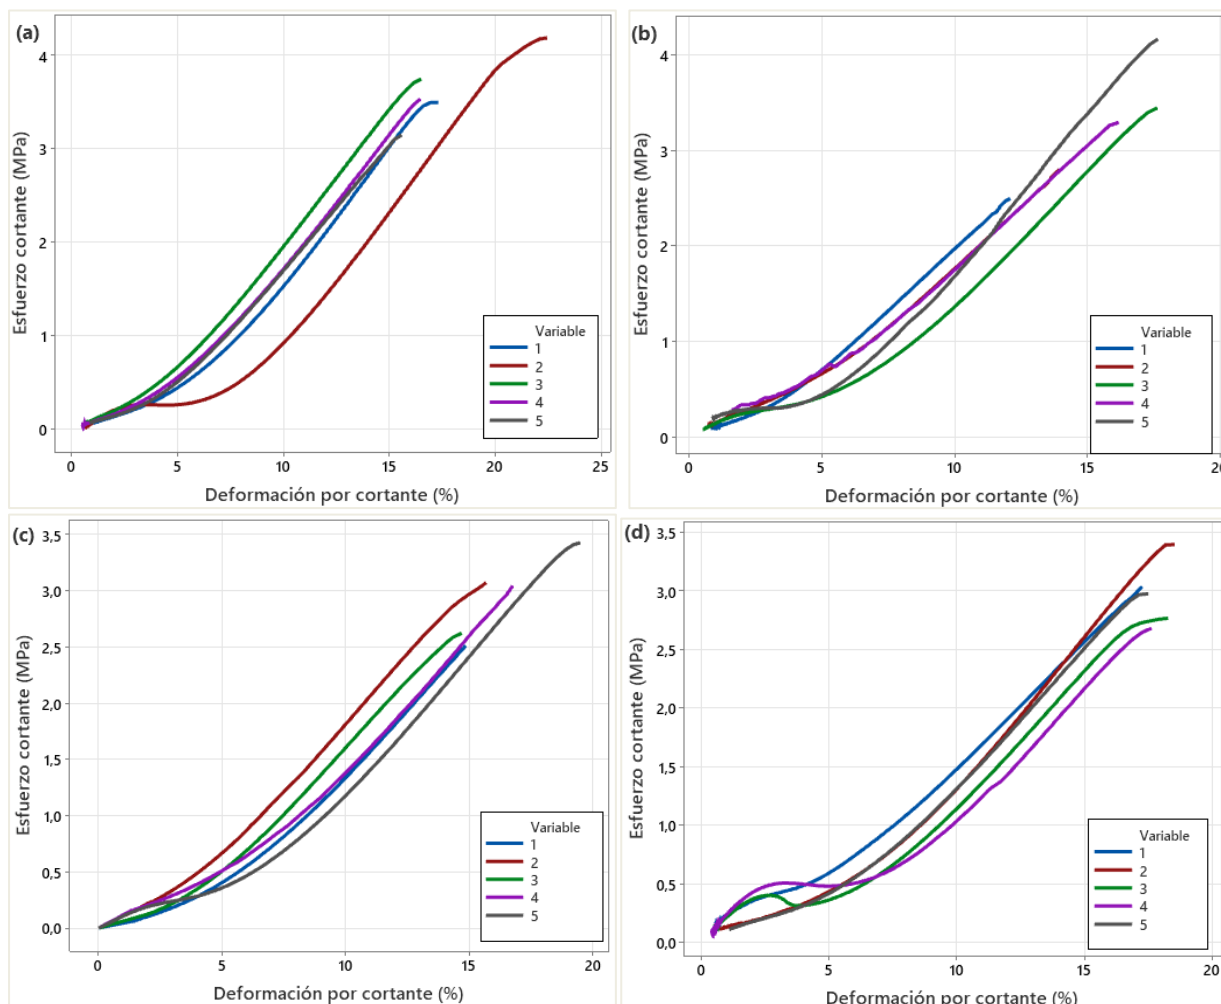 (a)
Esfuerzo cortante (MPa)
4
3
2
1
0
0 5 10 15 20 25
Deformación por cortante (%)
Variable
1
2
3
4
5
(b)
Esfuerzo cortante (MPa)
4
3
2
1
0
0 5 10 15 20
Deformación por cortante (%)
Variable
1
2
3
4
5
(c)
Esfuerzo cortante (MPa)
3,5
3,0
2,5
2,0
1,5
1,0
0,5
0,0
0 5 10 15 20
Deformación por cortante (%)
Variable
1
2
3
4
5
(d)
Esfuerzo cortante (MPa)
3,5
3,0
2,5
2,0
1,5
1,0
0,5
0,0
0 5 10 15 20
Deformación por cortante (%)
Variable
1
2
3
4
5